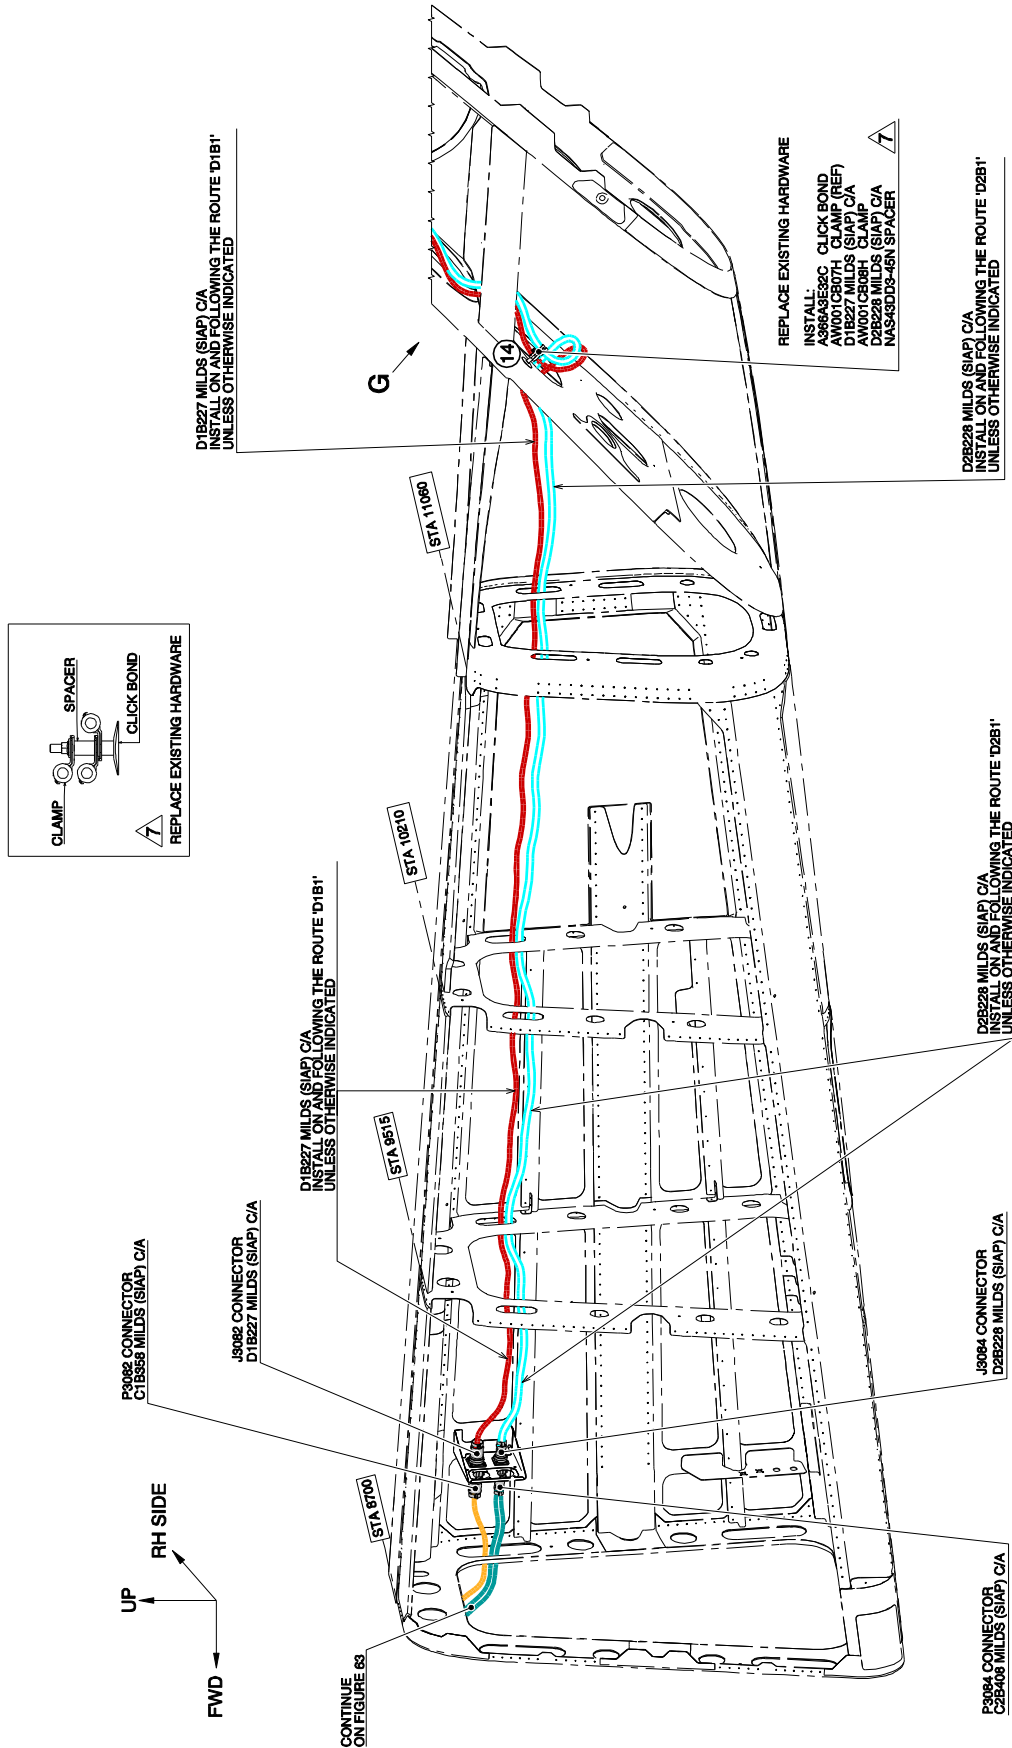 CLAMP
SPACER
CLICK BOND
7
REPLACE EXISTING HARDWARE
D1B227 MILDS (SIAP) C/A
INSTALL ON AND FOLLOWING THE ROUTE 'D1B1'
UNLESS OTHERWISE INDICATED
G
14
REPLACE EXISTING HARDWARE
INSTALL:
A366A3E32C CLICK BOND
AW001CB07H CLAMP (REF)
D1B227 MILDS (SIAP) C/A
AW001CB08H CLAMP
D2B228 MILDS (SIAP) C/A
NAS43DD3-45N SPACER
7
D2B228 MILDS (SIAP) C/A
INSTALL ON AND FOLLOWING THE ROUTE 'D2B1'
UNLESS OTHERWISE INDICATED
STA 11060
STA 10210
STA 9515
STA 8700
D1B227 MILDS (SIAP) C/A
INSTALL ON AND FOLLOWING THE ROUTE 'D1B1'
UNLESS OTHERWISE INDICATED
D2B228 MILDS (SIAP) C/A
INSTALL ON AND FOLLOWING THE ROUTE 'D2B1'
UNLESS OTHERWISE INDICATED
P3082 CONNECTOR
C1B358 MILDS (SIAP) C/A
J3082 CONNECTOR
D1B227 MILDS (SIAP) C/A
J3084 CONNECTOR
D2B228 MILDS (SIAP) C/A
P3084 CONNECTOR
C2B408 MILDS (SIAP) C/A
UP
RH SIDE
FWD
CONTINUE
ON FIGURE 63